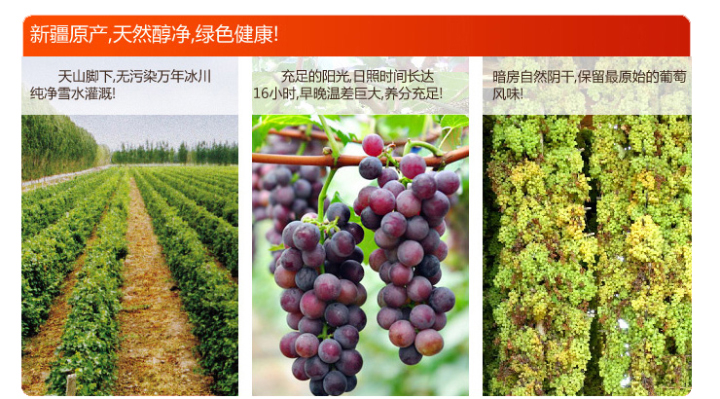 新疆原产,天然醇净,绿色健康!
天山脚下,无污染万年冰川
纯净雪水灌溉!
充足的阳光,日照时间长达
16小时,早晚温差巨大,养分充足!
暗房自然阴干,保留最原始的葡萄
风味!